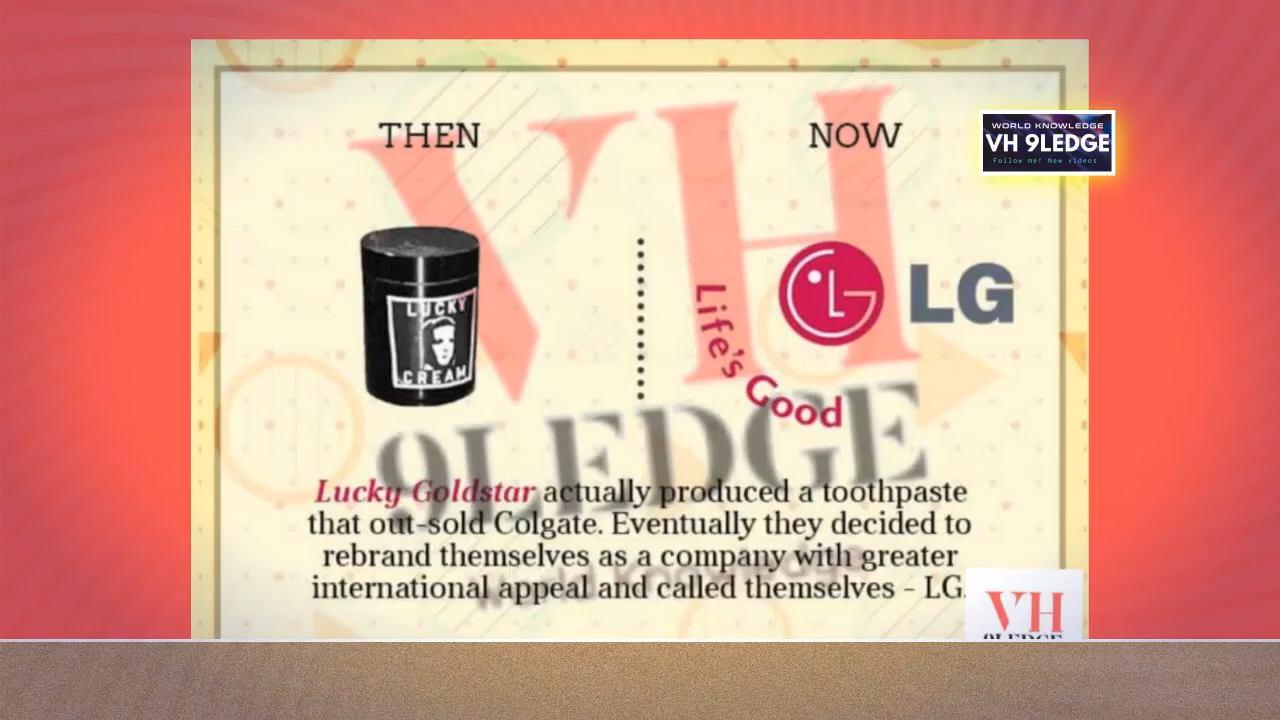 THEN
NOW
WORLD KNOWLEDGE
VH 9LEDGE
Follow me! New videos
VH
9LEDGE
LUCKY
CREAM
LG
Life's Good
LG
Lucky Goldstar actually produced a toothpaste
that out-sold Colgate. Eventually they decided to
rebrand themselves as a company with greater
international appeal and called themselves - LG.
VH
9LEDGE